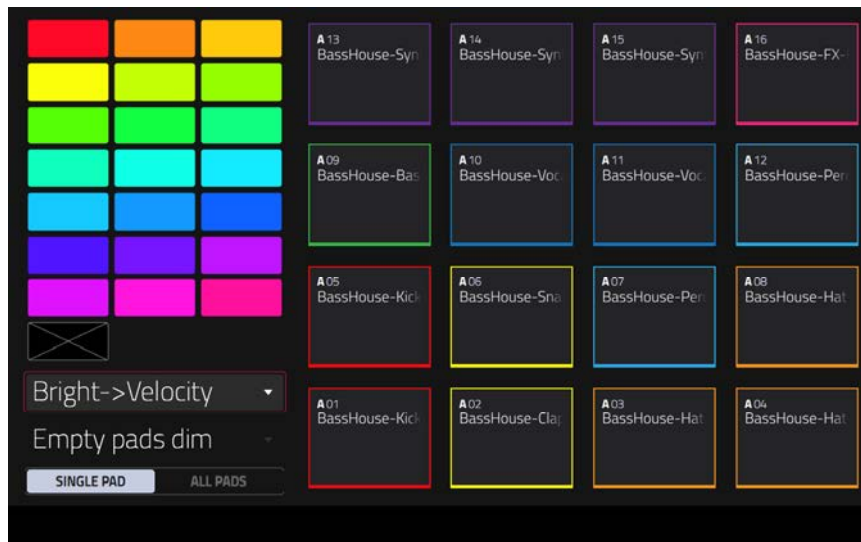 A 13
BassHouse-Syn
A 14
BassHouse-Syn
A 15
BassHouse-Syn
A 16
BassHouse-FX-
A 09
BassHouse-Bas
A 10
BassHouse-Voc
A 11
BassHouse-Voc
A 12
BassHouse-Per
A 05
BassHouse-Kick
A 06
BassHouse-Sna
A 07
BassHouse-Per
A 08
BassHouse-Hat
A 01
BassHouse-Kick
A 02
BassHouse-Clap
A 03
BassHouse-Hat
A 04
BassHouse-Hat
Bright->Velocity
Empty pads dim
SINGLE PAD
ALL PADS